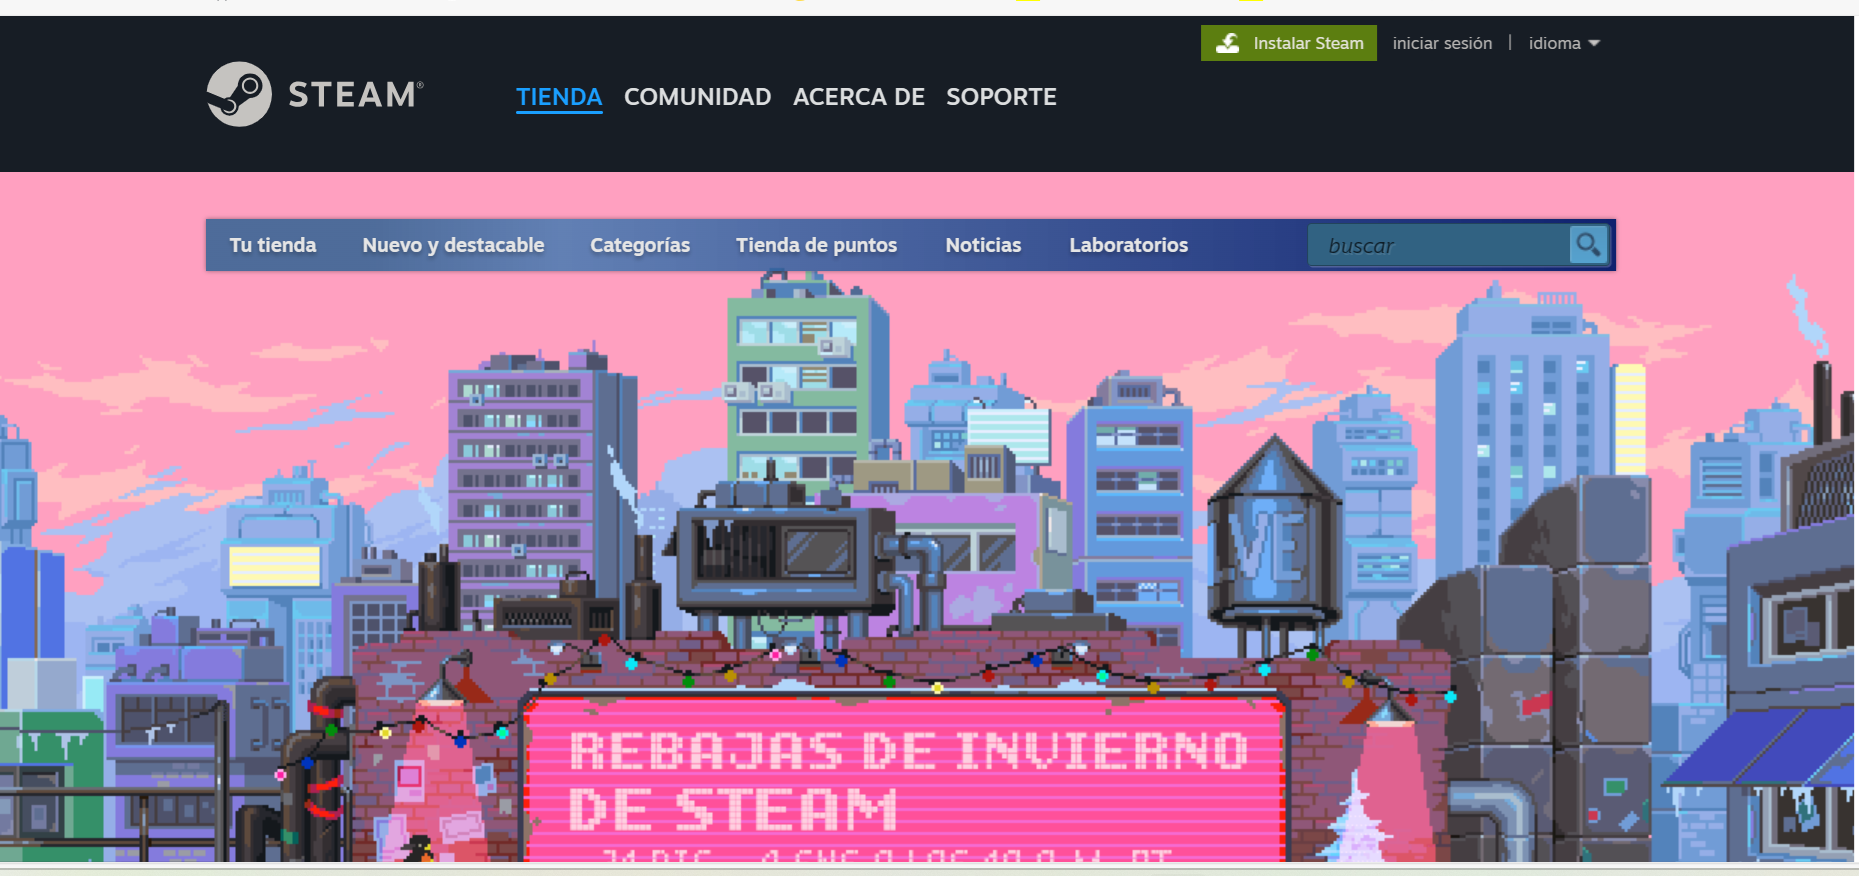 Instalar Steam
iniciar sesión | idioma
STEAM®
TIENDA COMUNIDAD ACERCA DE SOPORTE
Tu tienda Nuevo y destacable Categorías Tienda de puntos Noticias Laboratorios buscar
VE
REBAJAS DE INVIERNO
DE STEAM